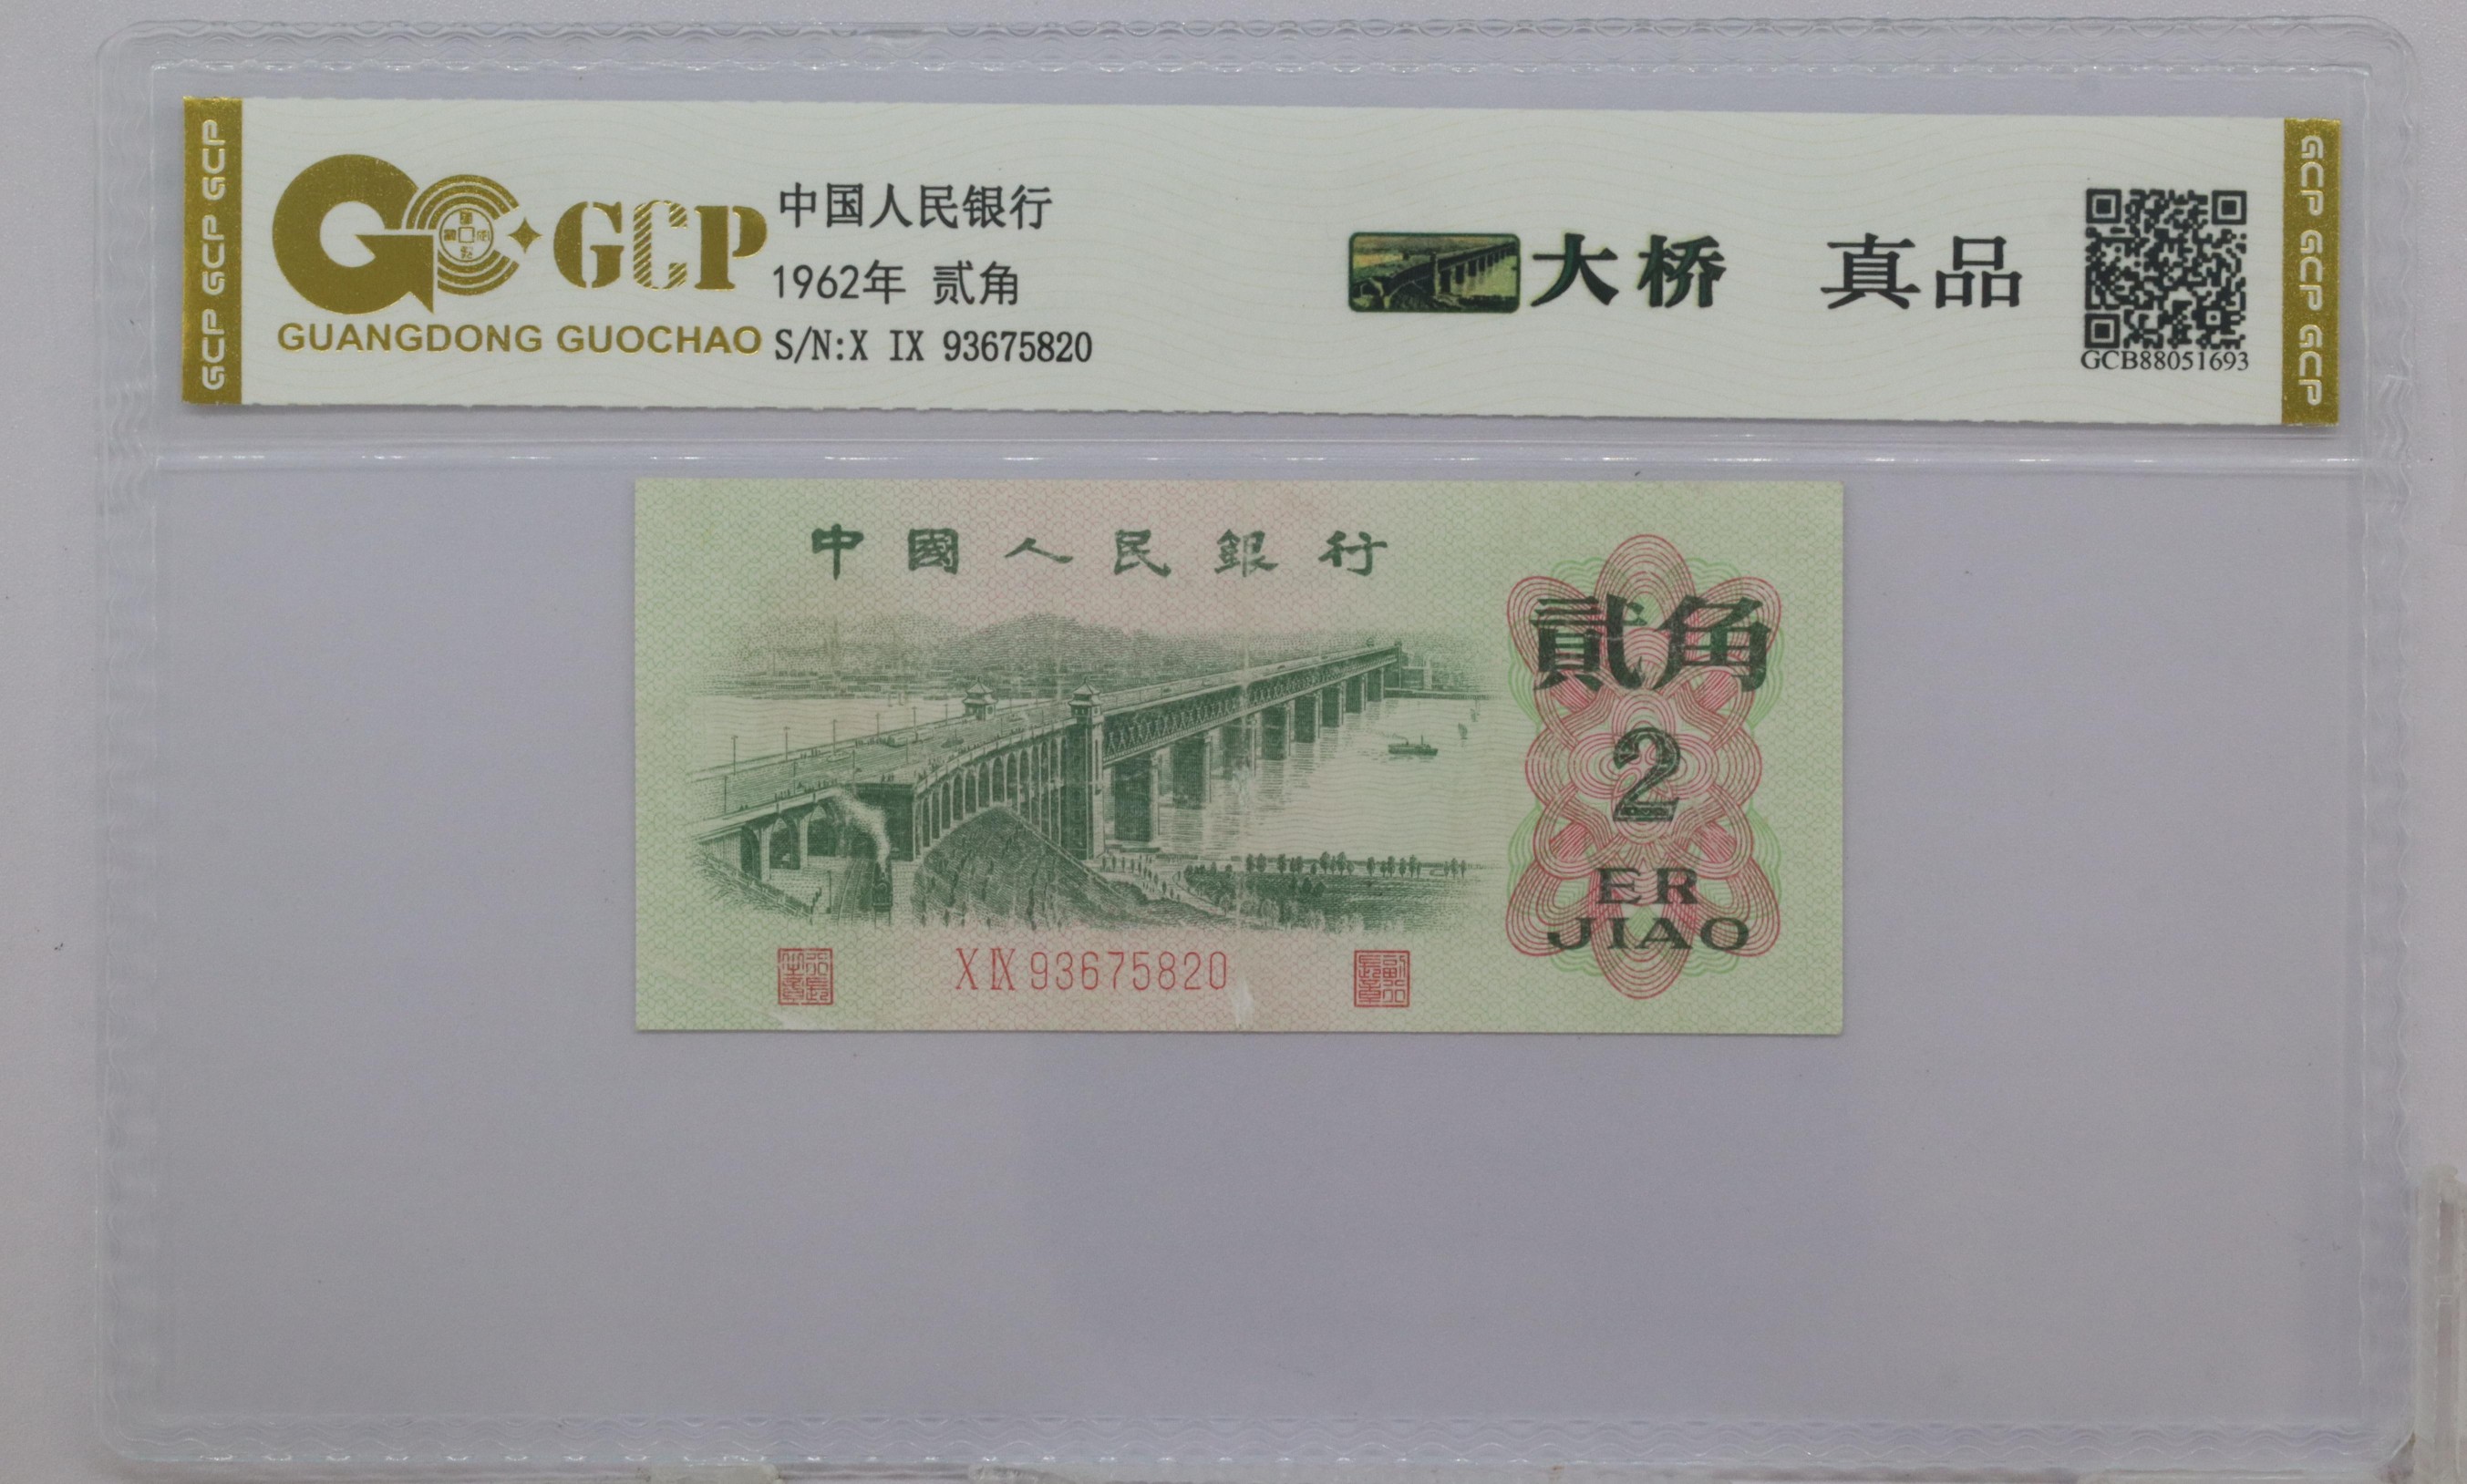 GCP GCP GCP
GCP
GUANGDONG GUOCHAO
中国人民银行
1962年 贰角
S/N:X IX 93675820
大桥 真品
GCB88051693
GCP GCP GCP
中國人民銀行
貳角
2
ER
JIAO
X IX 93675820